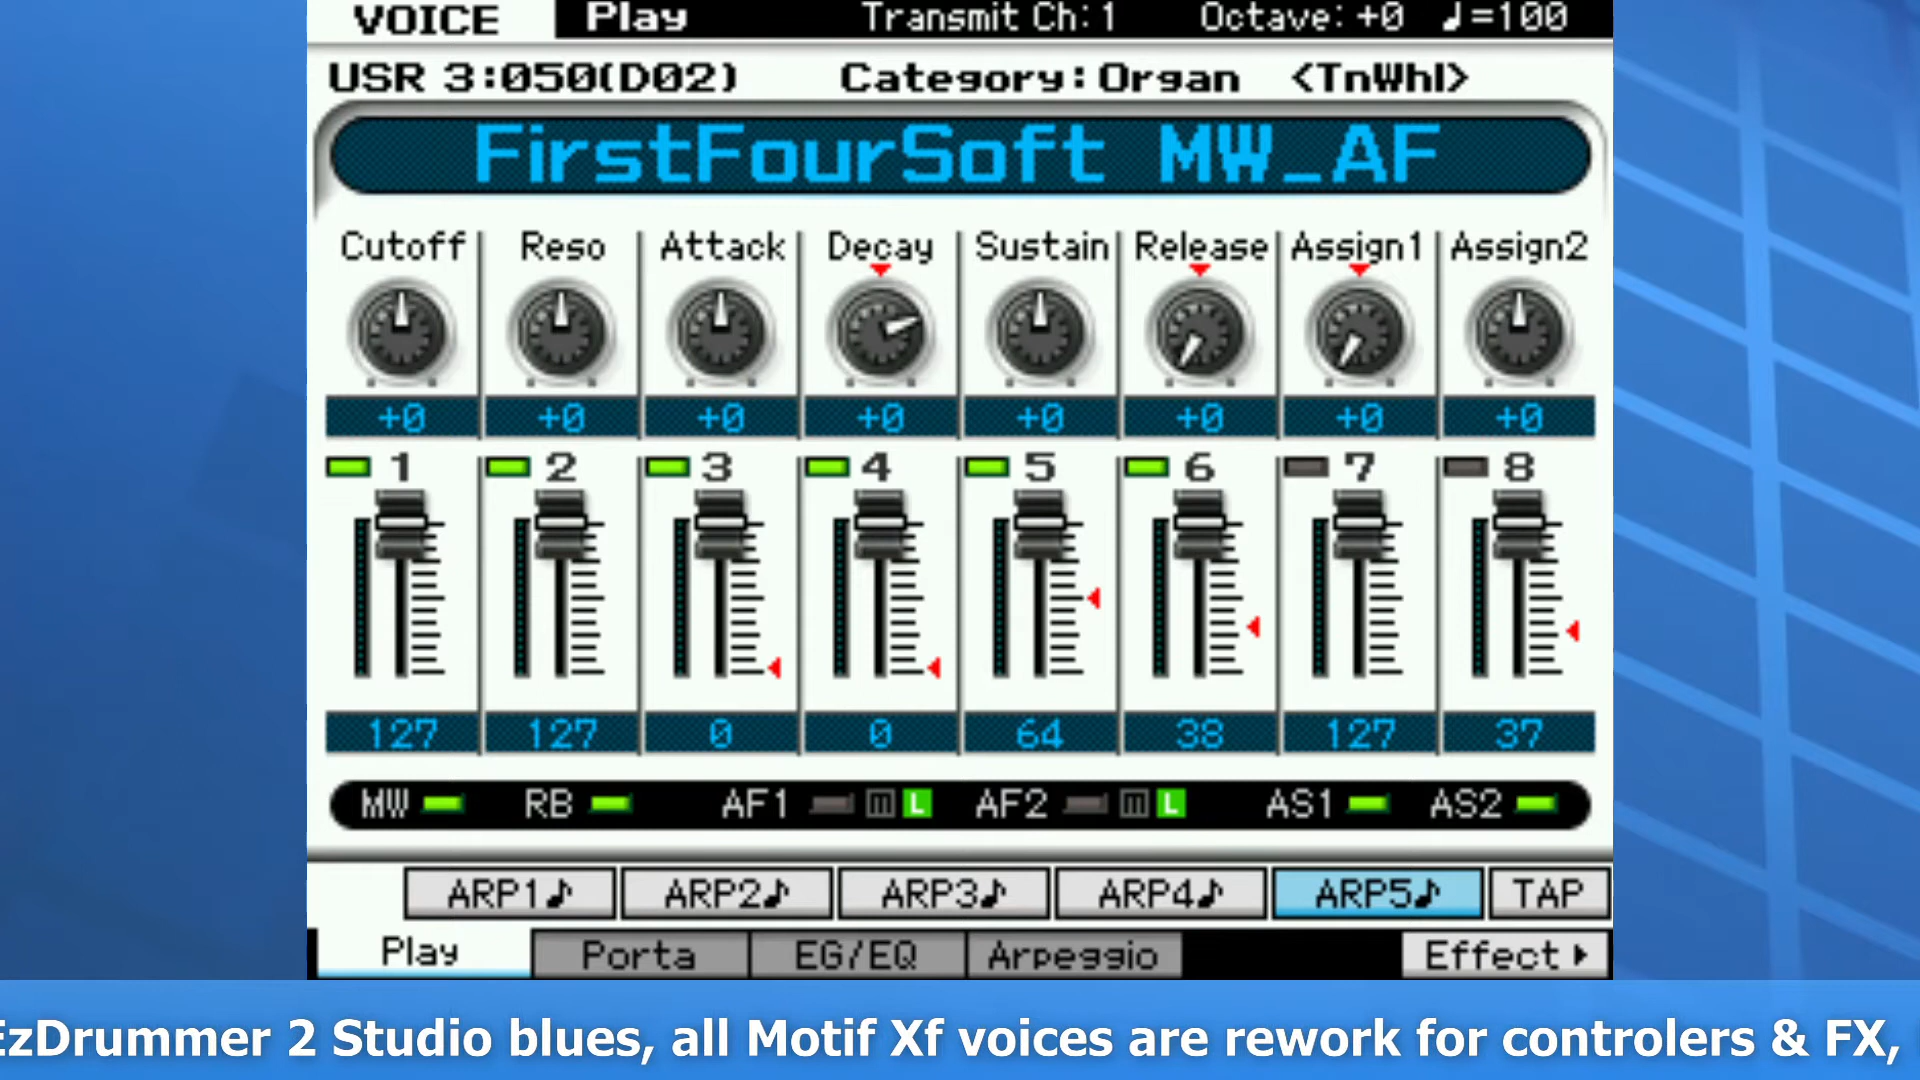 VOICE Play Transmit Ch: 1 Octave: +0 ♩=100
USR 3:050(D02) Category:Organ <TnWhl>
FirstFourSoft MW_AF
Cutoff Reso Attack Decay Sustain Release Assign1 Assign2
+0 +0 +0 +0 +0 +0 +0 +0
1 2 3 4 5 6 7 8
127 127 0 0 64 38 127 37
MW RB AF1 m L AF2 m L AS1 AS2
ARP1♪ ARP2♪ ARP3♪ ARP4♪ ARP5♪ TAP
Play Porta EG/EQ Arpeggio Effect
EzDrummer 2 Studio blues, all Motif Xf voices are rework for controlers & FX,